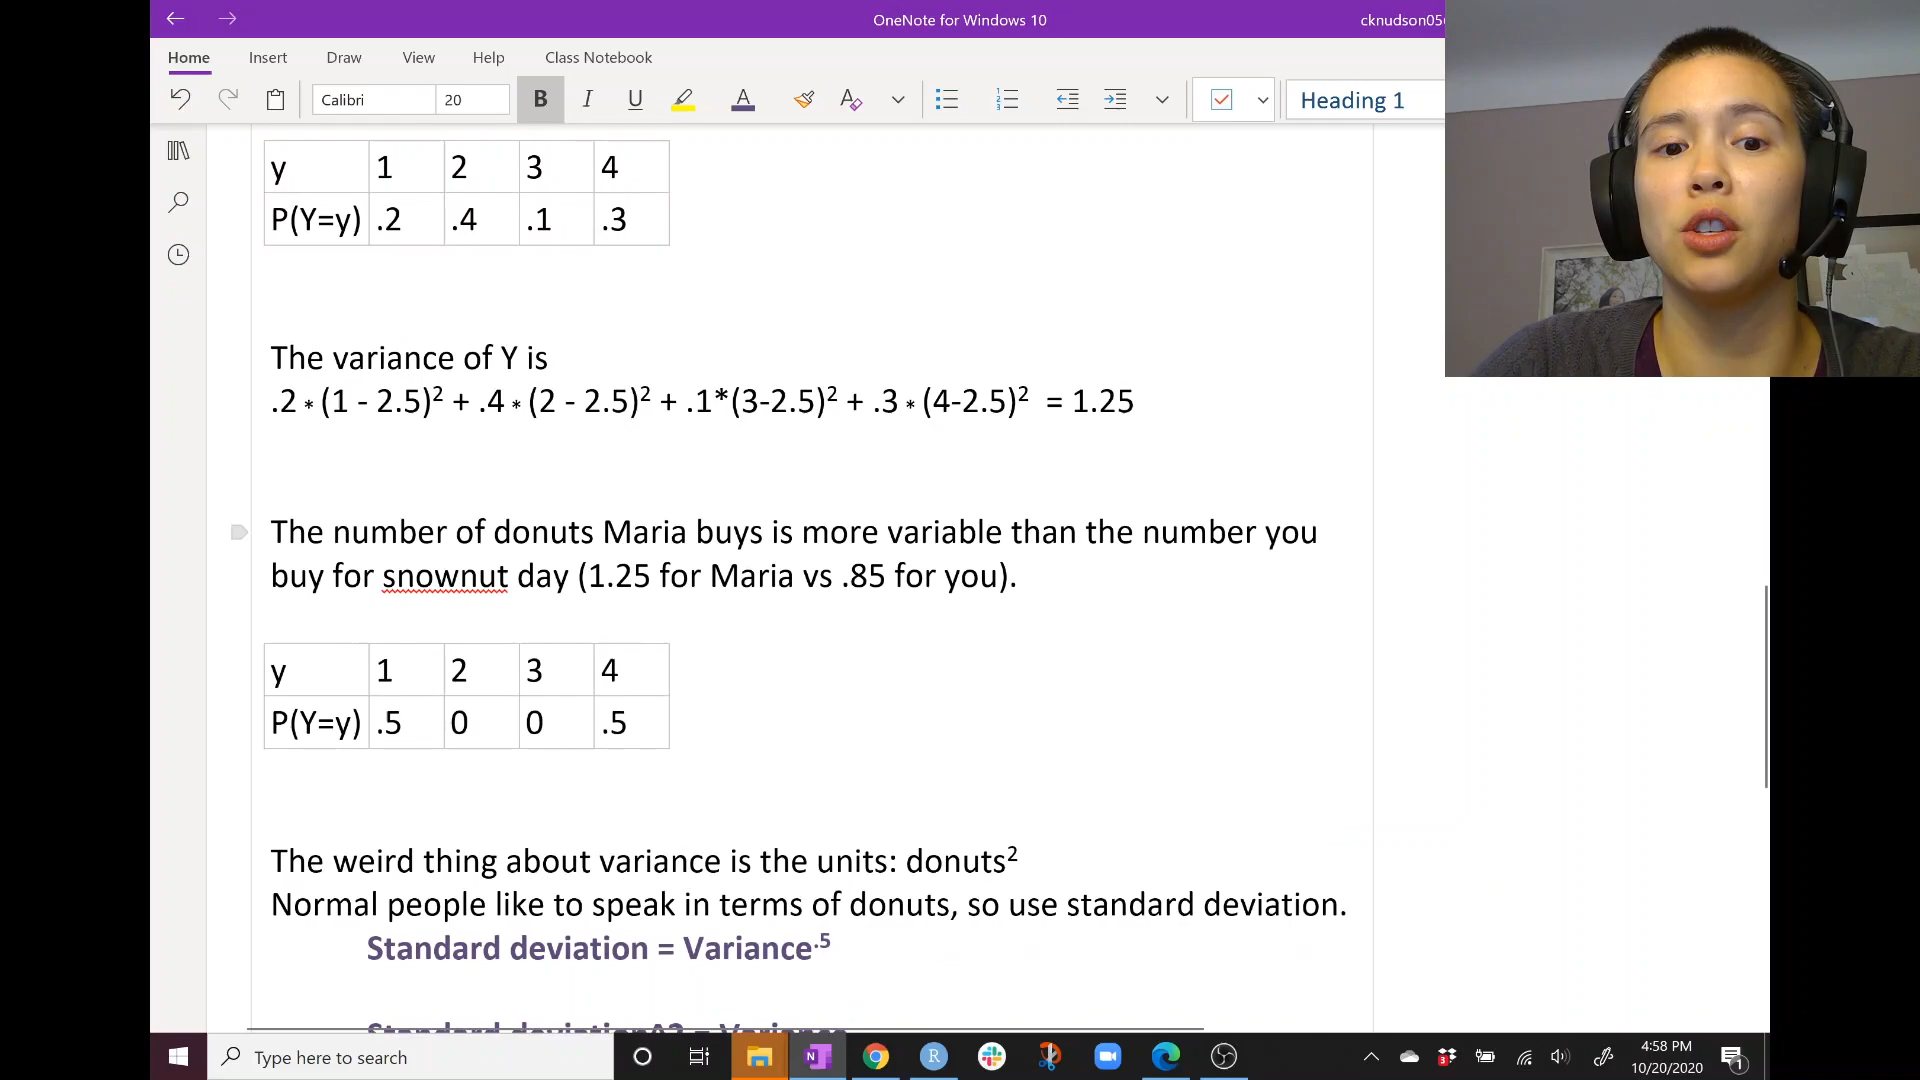 OneNote for Windows 10
cknudson05
Home Insert Draw View Help Class Notebook
Calibri 20 B I U A A Heading 1
y 1 2 3 4
P(Y=y) .2 .4 .1 .3
The variance of Y is
.2 * (1 - 2.5)² + .4 * (2 - 2.5)² + .1*(3-2.5)² + .3 * (4-2.5)² = 1.25
The number of donuts Maria buys is more variable than the number you
buy for snownut day (1.25 for Maria vs .85 for you).
y 1 2 3 4
P(Y=y) .5 0 0 .5
The weird thing about variance is the units: donuts²
Normal people like to speak in terms of donuts, so use standard deviation.
Standard deviation = Variance^.5
Standard deviation^2 = Variance
Type here to search
4:58 PM
10/20/2020